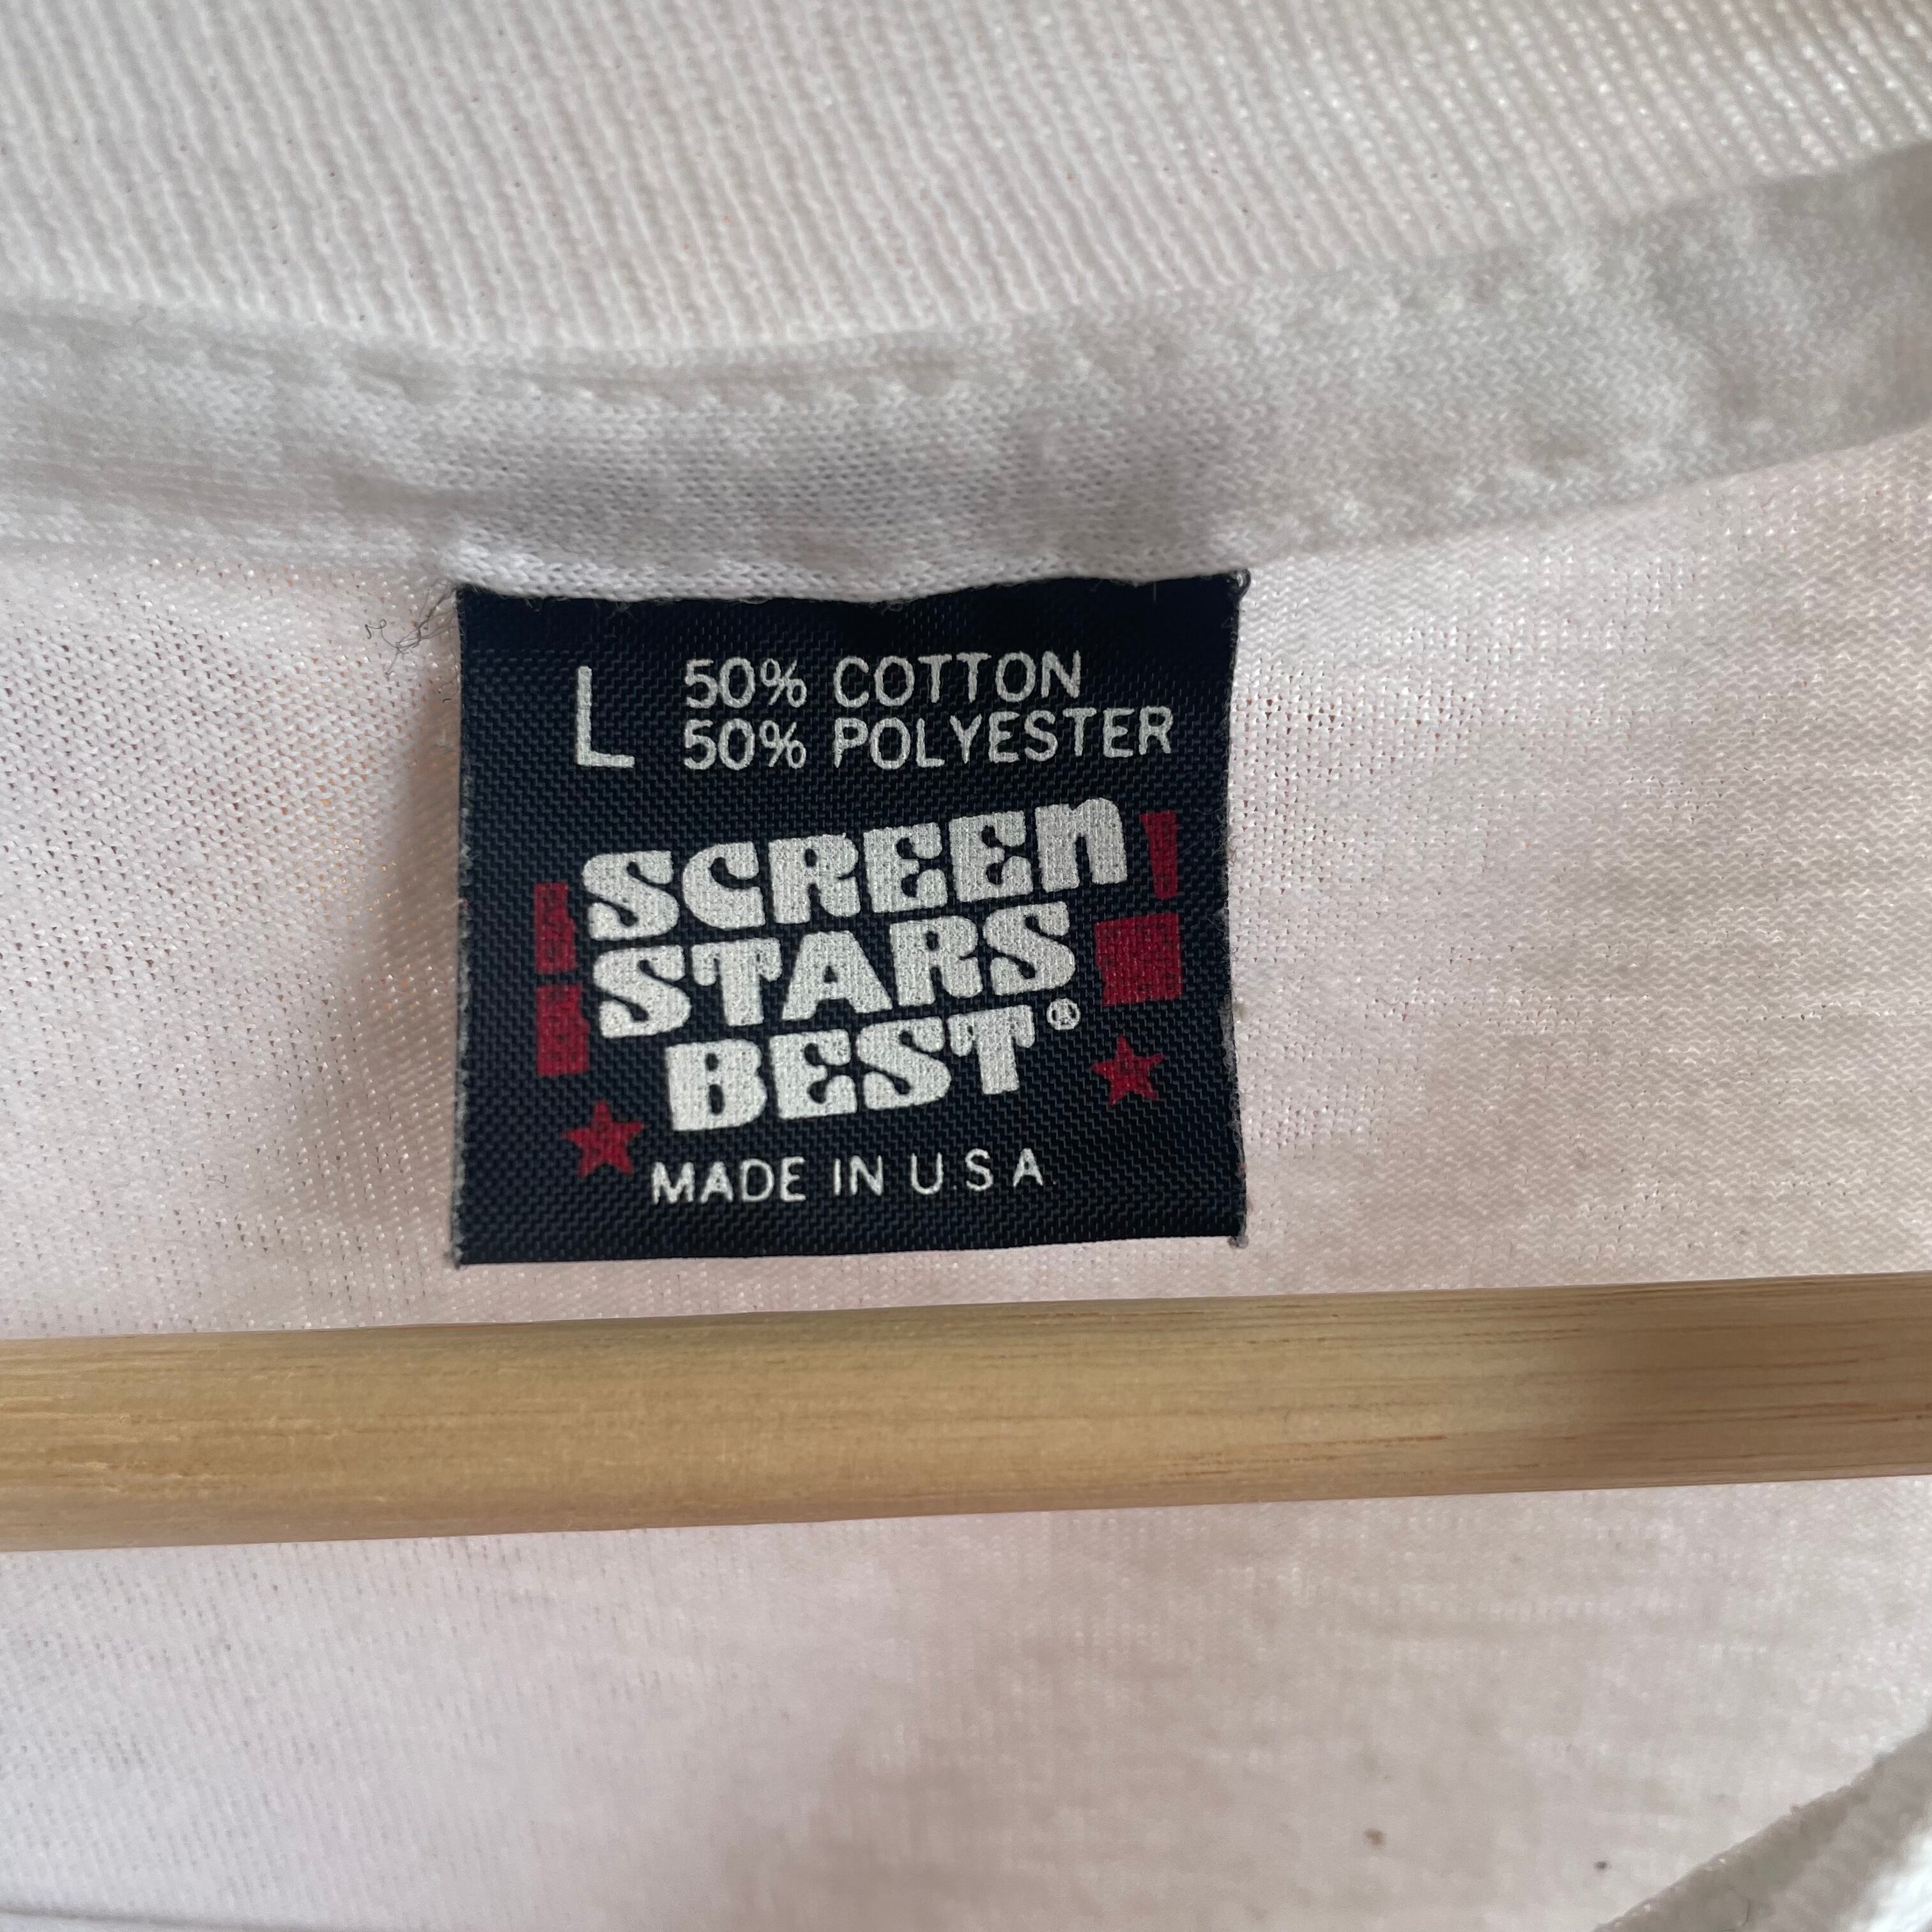 L 50% COTTON
50% POLYESTER
SCREEn
STARS
BEST®
MADE IN U.S.A.